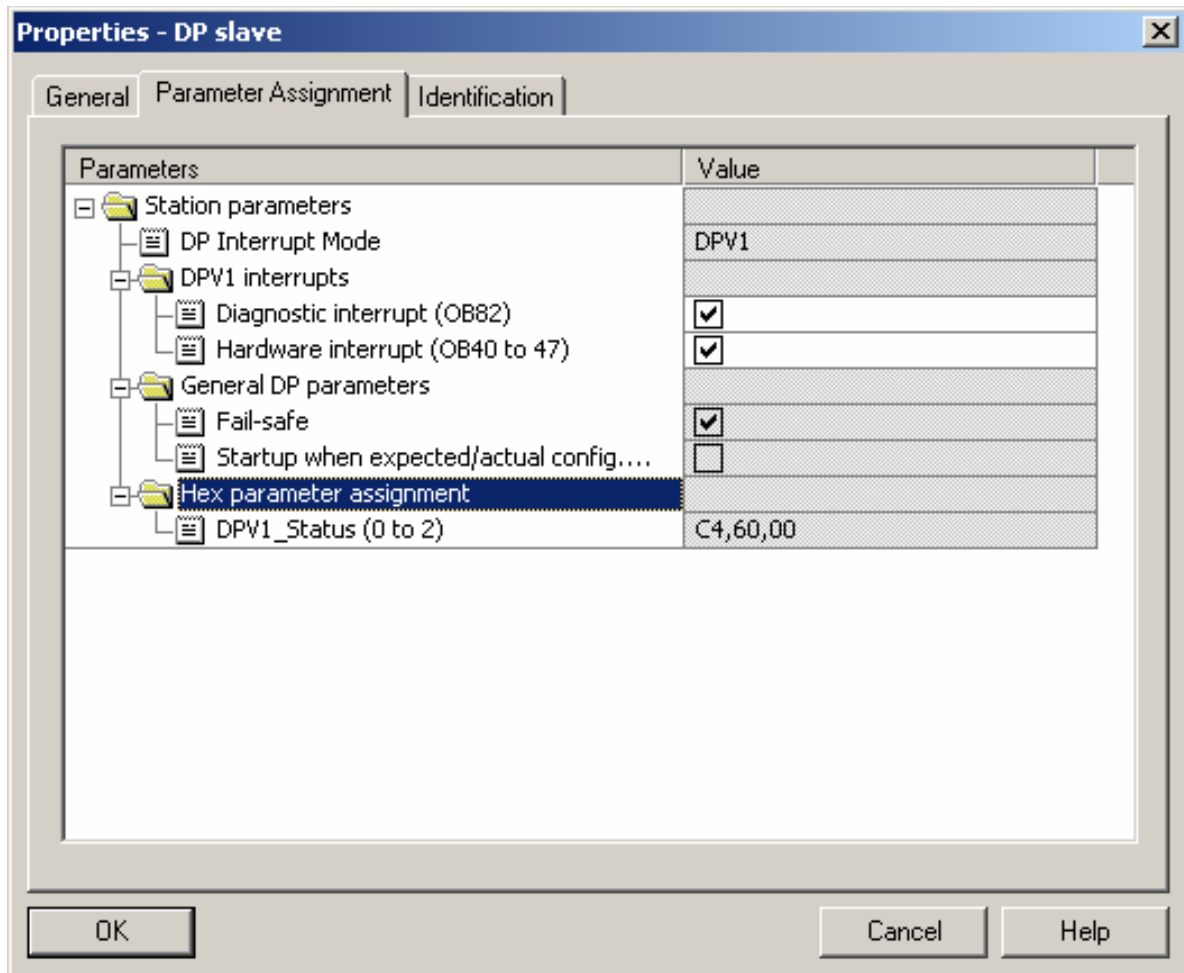 Properties - DP slave
General Parameter Assignment Identification
Parameters Value
Station parameters
DP Interrupt Mode DPV1
DPV1 interrupts
Diagnostic interrupt (OB82)
Hardware interrupt (OB40 to 47)
General DP parameters
Fail-safe
Startup when expected/actual config....
Hex parameter assignment
DPV1_Status (0 to 2) C4,60,00
OK Cancel Help